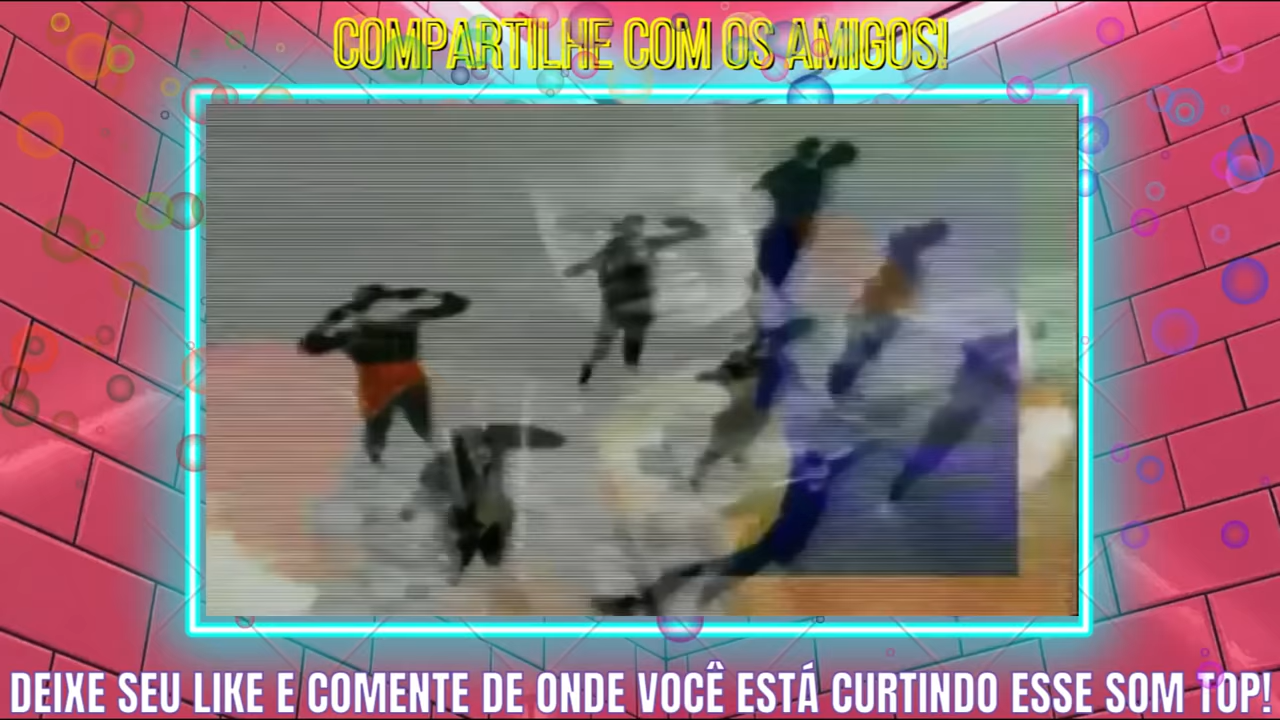 COMPARTILHE COM OS AMIGOS!
DEIXE SEU LIKE E COMENTE DE ONDE VOCÊ ESTÁ CURTINDO ESSE SOM TOP!